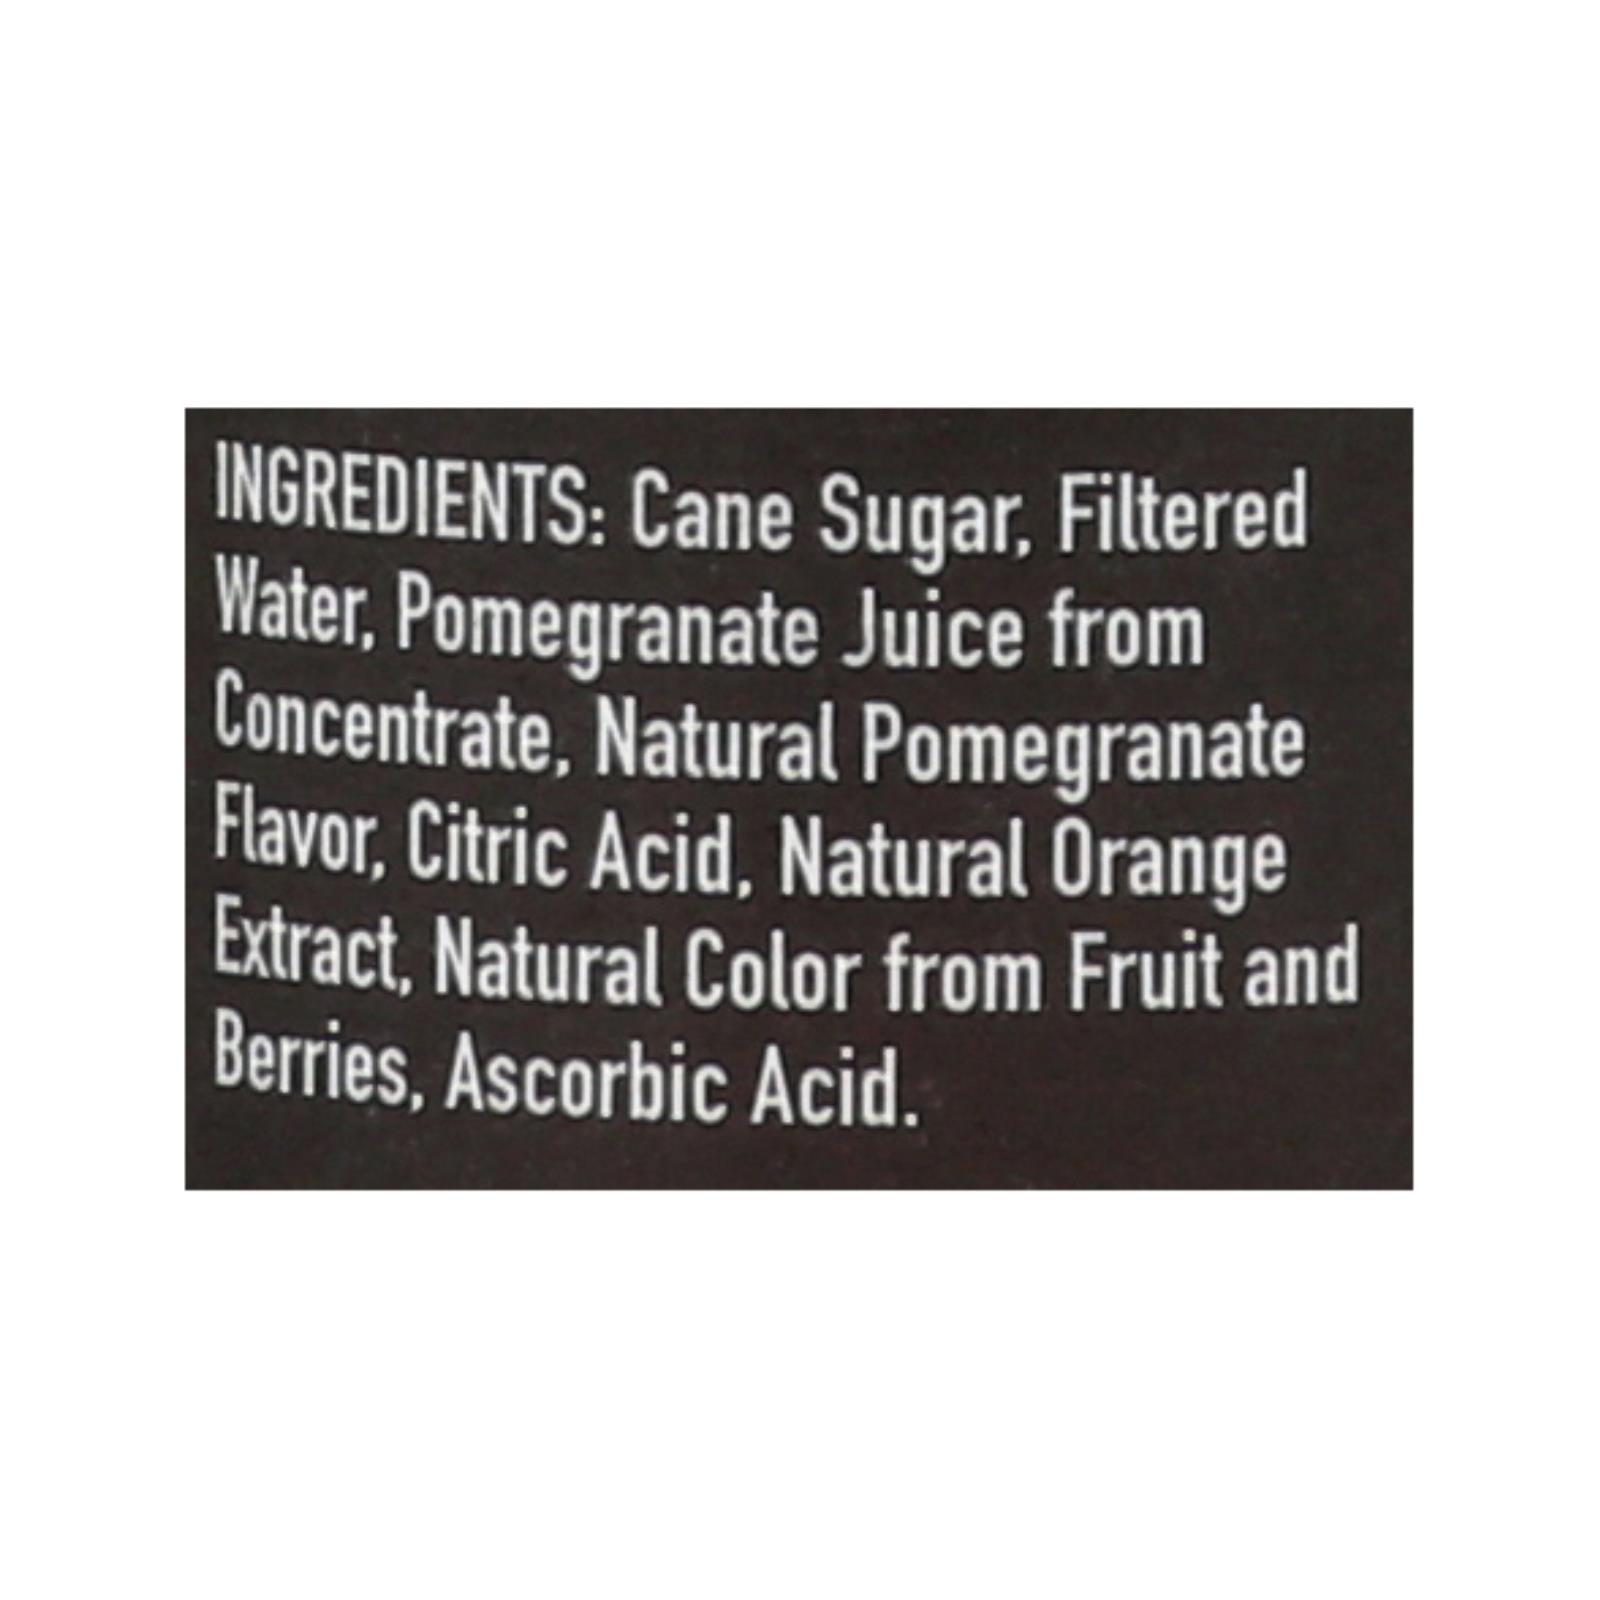 INGREDIENTS: Cane Sugar, Filtered
Water, Pomegranate Juice from
Concentrate, Natural Pomegranate
Flavor, Citric Acid, Natural Orange
Extract, Natural Color from Fruit and
Berries, Ascorbic Acid.